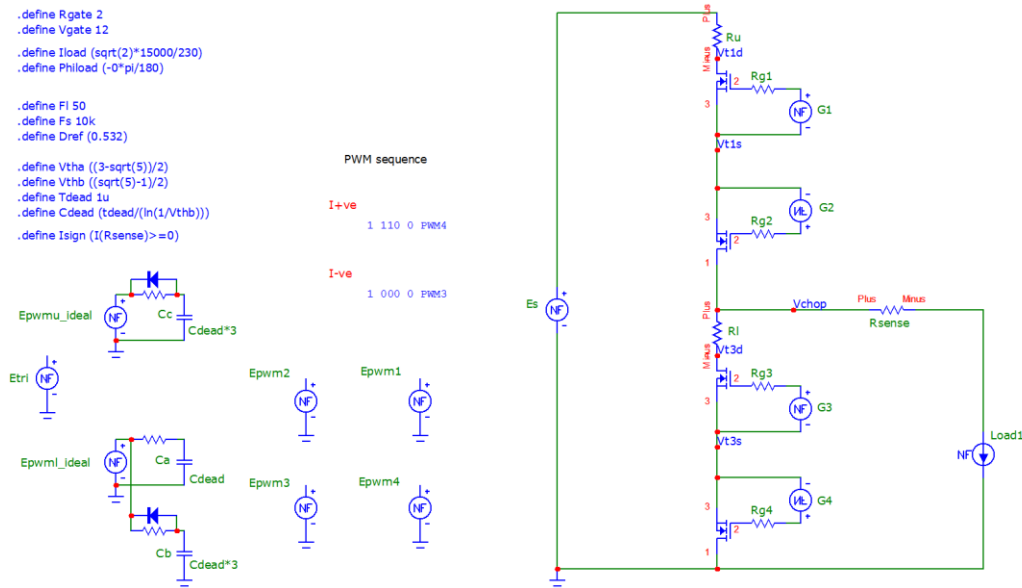 .define Rgate 2
.define Vgate 12
.define Iload (sqrt(2)*15000/230)
.define Phiload (-0*pi/180)
.define Fl 50
.define Fs 10k
.define Dref (0.532)
.define Vtha ((3-sqrt(5))/2)
.define Vthb ((sqrt(5)-1)/2)
.define Tdead 1u
.define Cdead (tdead/(ln(1/Vthb)))
.define Isign (I(Rsense)>=0)
PWM sequence
I+ve
1 110 0 PWM4
I-ve
1 000 0 PWM3
Epwmu_ideal
NF
+
-
Cc
Cdead*3
Etri
NF
+
-
Epwml_ideal
NF
+
-
Ca
Cdead
Cb
Cdead*3
Epwm2
NF
+
-
Epwm1
NF
+
-
Epwm3
NF
+
-
Epwm4
NF
+
-
Es
NF
+
-
Plus
Ru
Minus
Vt1d
2
3
Rg1
NF
+
-
G1
Vt1s
3
2
1
Rg2
NF
-
+
G2
Plus
Rl
Minus
Vchop
Plus
Minus
Rsense
Vt3d
2
3
Rg3
NF
+
-
G3
Vt3s
3
2
1
Rg4
NF
-
+
G4
Load1
NF